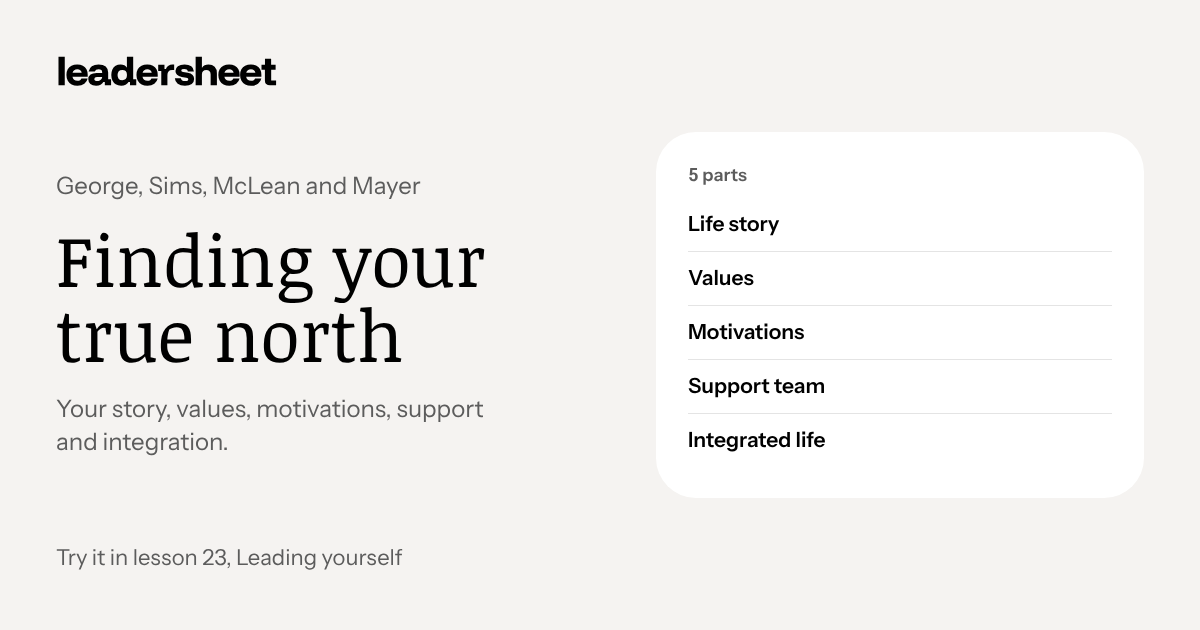 leadersheet
George, Sims, McLean and Mayer
Finding your
true north
Your story, values, motivations, support
and integration.
Try it in lesson 23, Leading yourself
5 parts
Life story
Values
Motivations
Support team
Integrated life